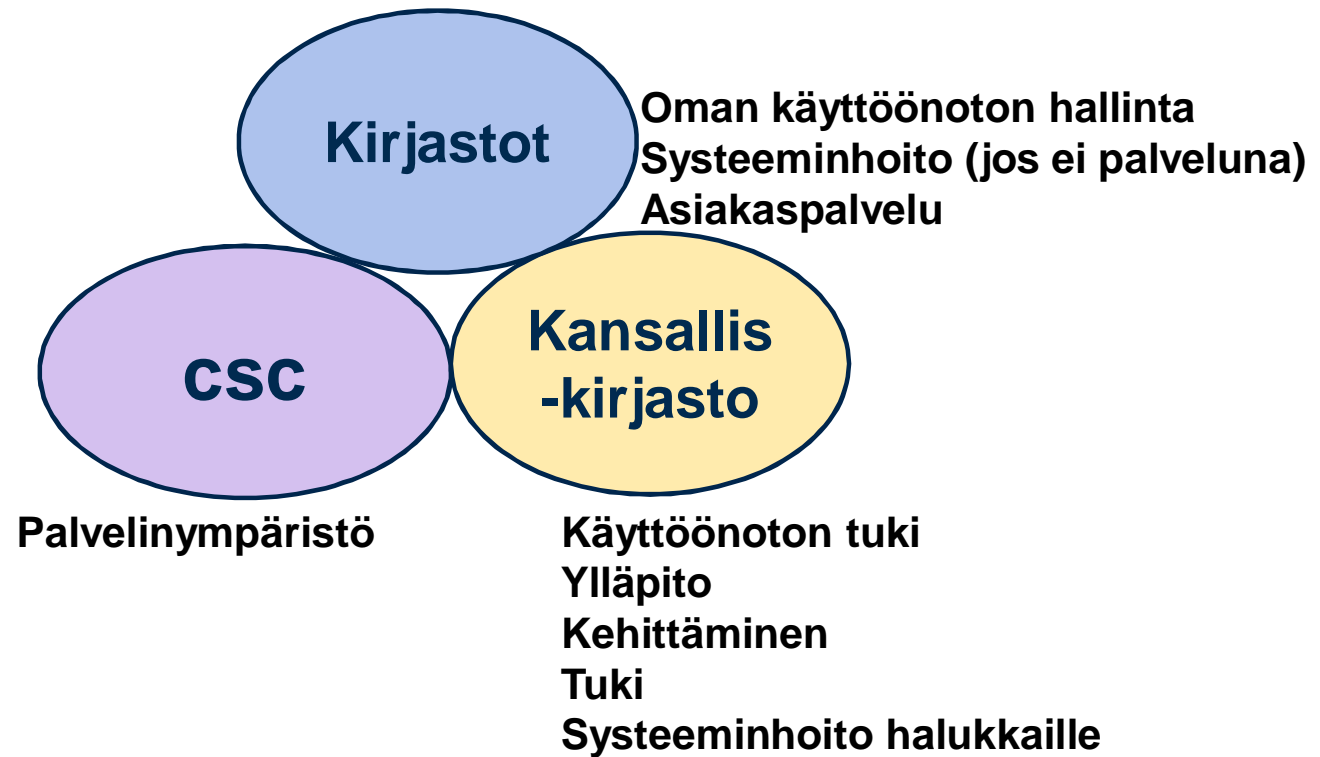 Kirjastot
Oman käyttöönoton hallinta
Systeeminhoito (jos ei palveluna)
Asiakaspalvelu
csc
Kansallis
-kirjasto
Palvelinympäristö
Käyttöönoton tuki
Ylläpito
Kehittäminen
Tuki
Systeeminhoito halukkaille